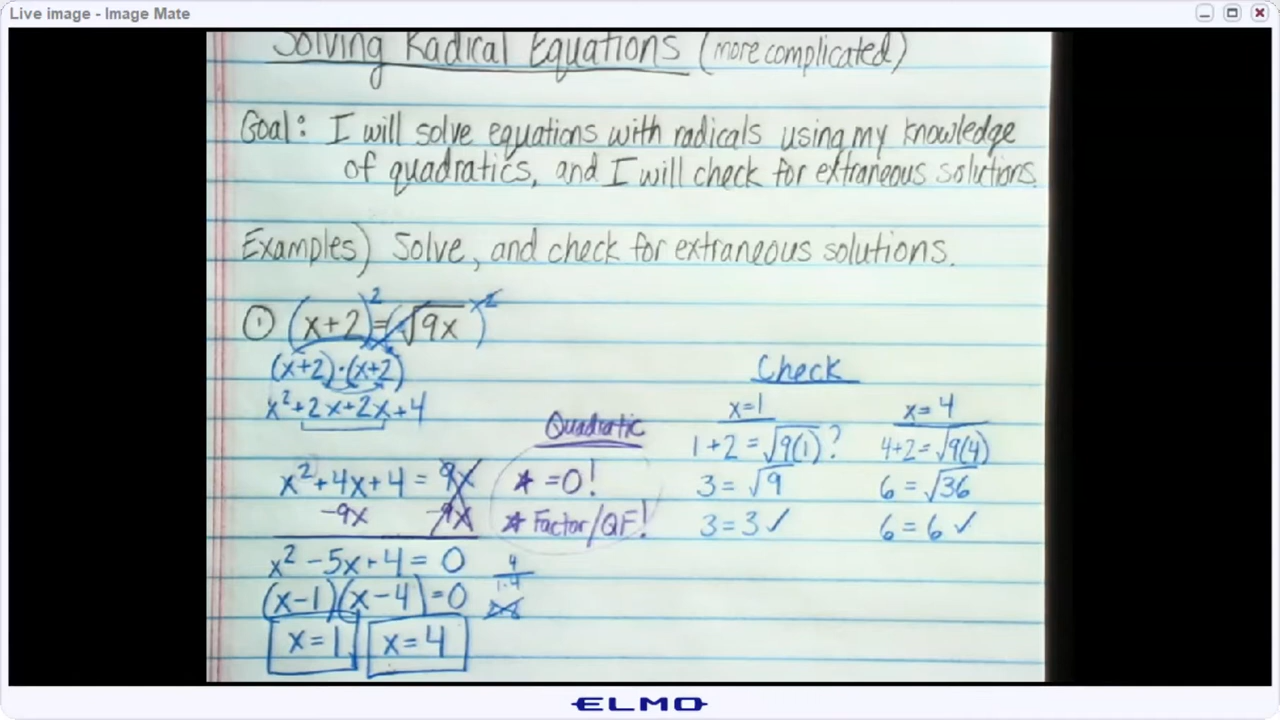 Live image - Image Mate
Solving Radical Equations (more complicated)
Goal: I will solve equations with radicals using my knowledge
of quadratics, and I will check for extraneous solutions.
Examples) Solve, and check for extraneous solutions.
① (x+2)² = (√9x)²
(x+2)·(x+2)
x²+2x+2x+4
x²+4x+4 = 9x
-9x -9x
x² -5x+4 = 0
(x-1)(x-4) = 0
x=1 x=4
4
1·4
Quadratic
★ =0!
★ Factor/QF!
Check
x=1
1+2 = √9(1) ?
3 = √9
3 = 3 ✓
x=4
4+2 = √9(4)
6 = √36
6 = 6 ✓
ELMO